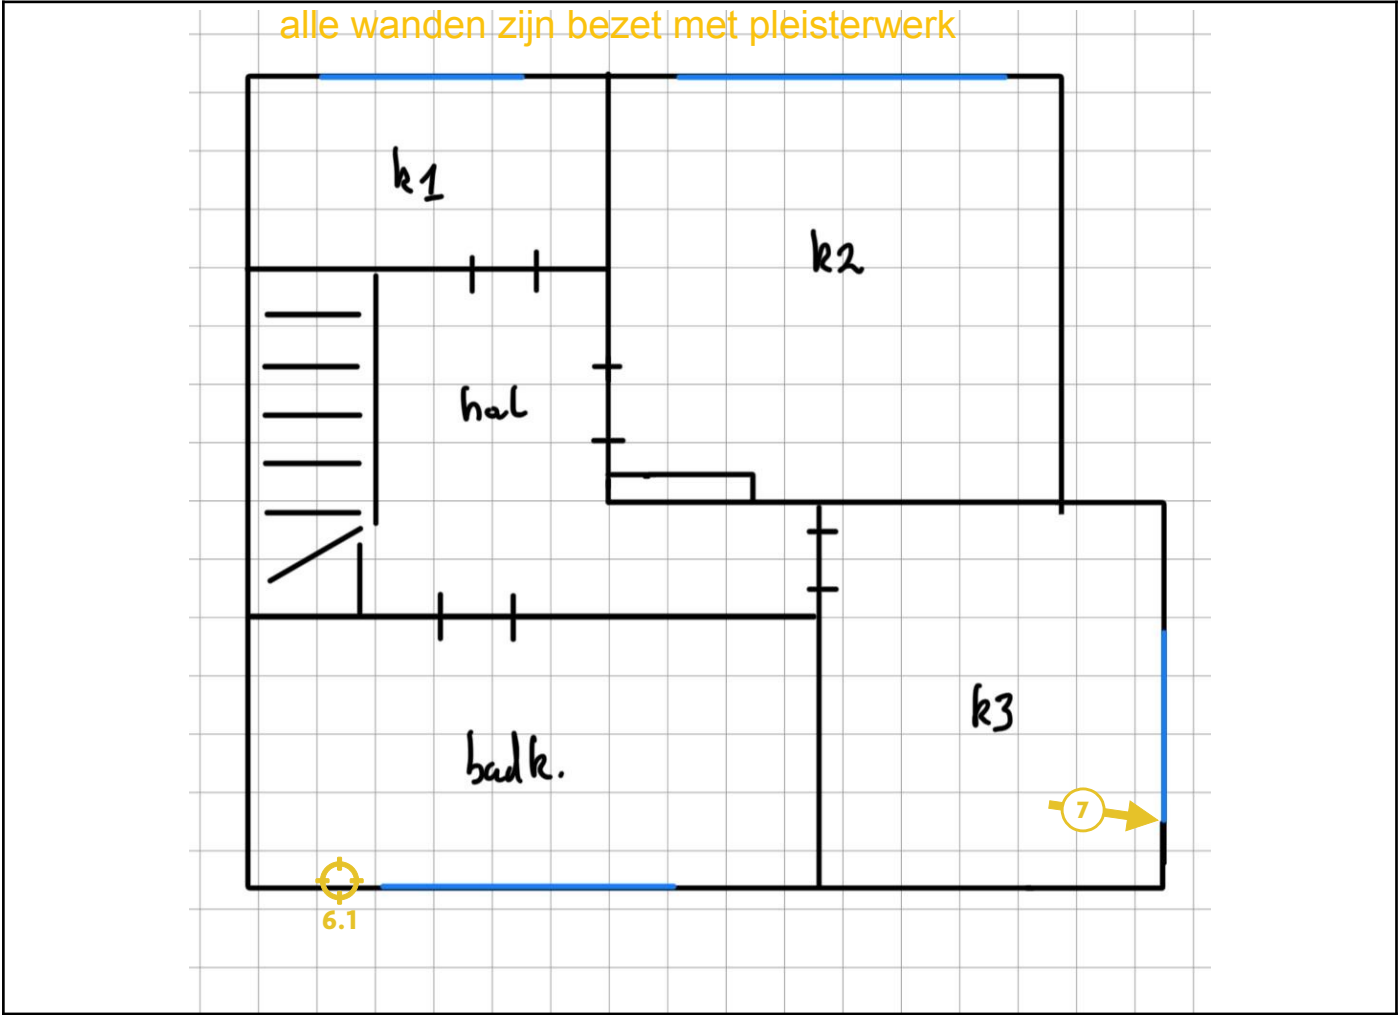 alle wanden zijn bezet met pleisterwerk
k1
k2
hal
k3
badk.
7
6.1